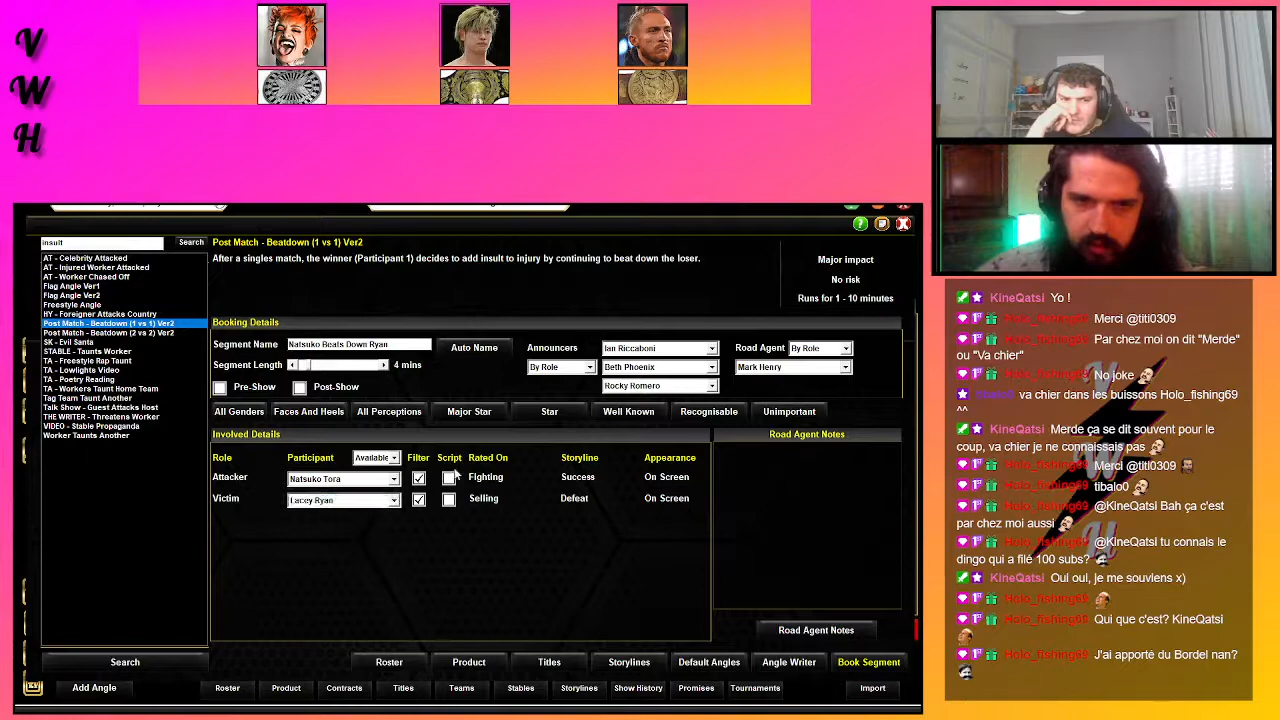 V
W
H
insult
Search
Post Match - Beatdown (1 vs 1) Ver2
After a singles match, the winner (Participant 1) decides to add insult to injury by continuing to beat down the loser.
Major impact
No risk
Runs for 1 - 10 minutes
AT - Celebrity Attacked
AT - Injured Worker Attacked
AT - Worker Chased Off
Flag Angle Ver1
Flag Angle Ver2
Freestyle Angle
HY - Foreigner Attacks Country
Post Match - Beatdown (1 vs 1) Ver2
Post Match - Beatdown (2 vs 2) Ver2
SK - Evil Santa
STABLE - Taunts Worker
TA - Freestyle Rap Taunt
TA - Lowlights Video
TA - Poetry Reading
TA - Workers Taunt Home Team
Tag Team Taunt Another
Talk Show - Guest Attacks Host
THE WRITER - Threatens Worker
VIDEO - Stable Propaganda
Worker Taunts Another
Booking Details
Segment Name
Natsuko Beats Down Ryan
Auto Name
Announcers
Ian Riccaboni
Road Agent
By Role
Segment Length
4 mins
By Role
Beth Phoenix
Mark Henry
Pre-Show
Post-Show
Rocky Romero
All Genders
Faces And Heels
All Perceptions
Major Star
Star
Well Known
Recognisable
Unimportant
Involved Details
Road Agent Notes
Role
Participant
Available
Filter
Script
Rated On
Storyline
Appearance
Attacker
Natsuko Tora
Fighting
Success
On Screen
Victim
Lacey Ryan
Selling
Defeat
On Screen
Road Agent Notes
Search
Roster
Product
Titles
Storylines
Default Angles
Angle Writer
Book Segment
Add Angle
Roster
Product
Contracts
Titles
Teams
Stables
Storylines
Show History
Promises
Tournaments
Import
KineQatsi Yo !
Holo_fishing69 Merci @titi0309
Holo_fishing69 Par chez moi on dit "Merde"
ou "Va chier"
Holo_fishing69 No joke
tibalo0 va chier dans les buissons Holo_fishing69
^^
KineQatsi Merde ça se dit souvent pour le
coup, va chier je ne connaissais pas
Holo_fishing69 Merci @titi0309
Holo_fishing69 tibalo0
Holo_fishing69 @KineQatsi Bah ça c'est
par chez moi aussi
Holo_fishing69 @KineQatsi tu connais le
dingo qui a filé 100 subs?
KineQatsi Oui oui, je me souviens x)
Holo_fishing69
Holo_fishing69 Qui que c'est? KineQatsi
Holo_fishing69 J'ai apporté du Bordel nan?